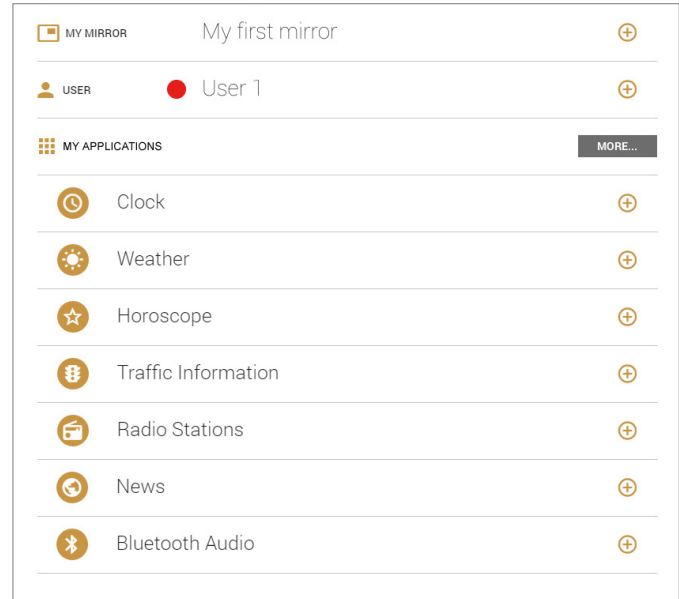 MY MIRROR My first mirror
USER User 1
MY APPLICATIONS MORE...
Clock
Weather
Horoscope
Traffic Information
Radio Stations
News
Bluetooth Audio